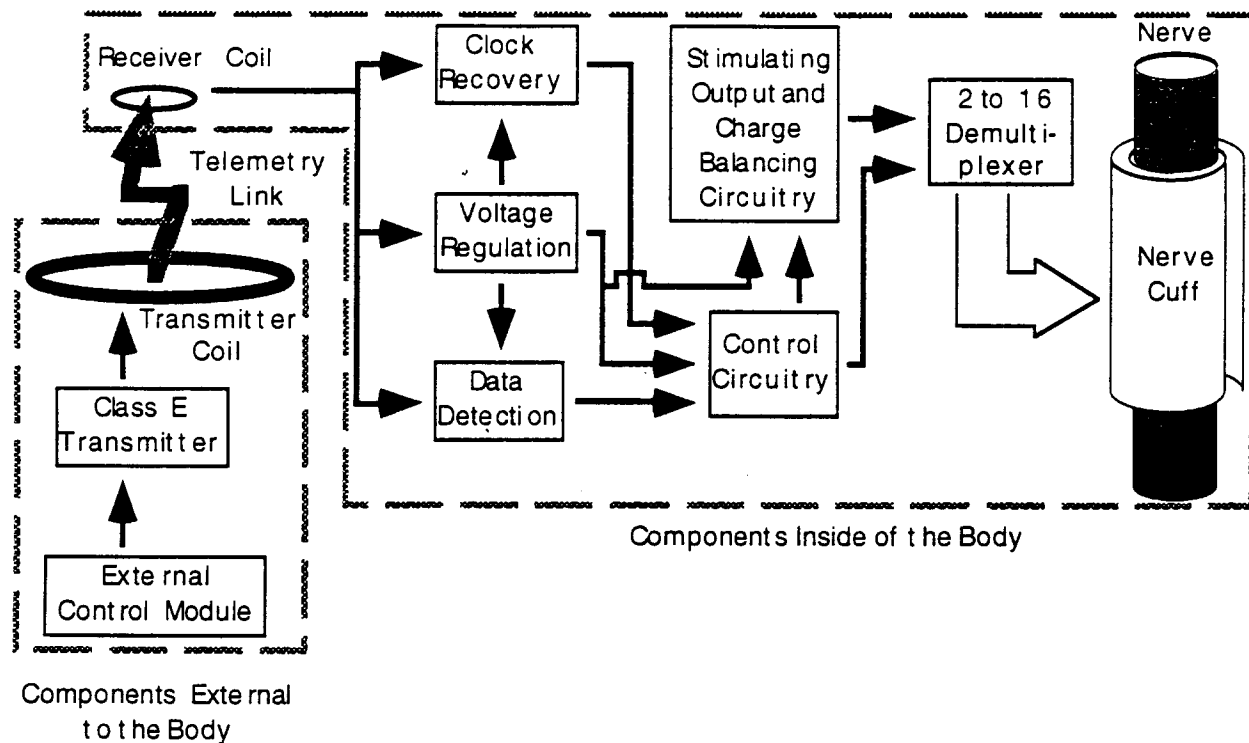 Receiver Coil
Telemetry
Link
Transmitter
Coil
Class E
Transmitter
External
Control Module
Components External
to the Body
Clock
Recovery
Voltage
Regulation
Data
Detection
Stimulating
Output and
Charge
Balancing
Circuitry
Control
Circuitry
2 to 16
Demulti-
plexer
Nerve
Nerve
Cuff
Components Inside of the Body